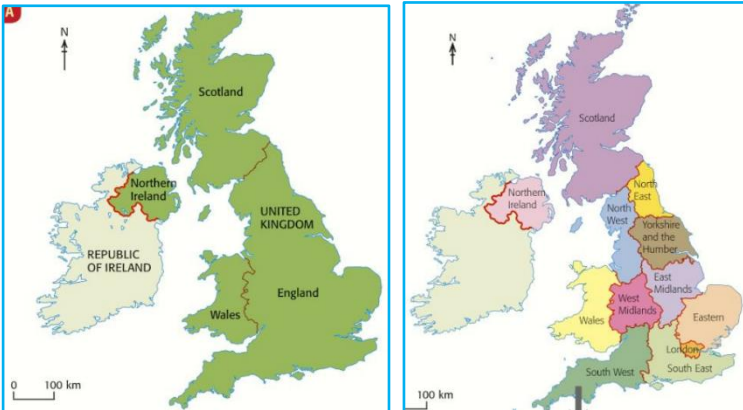 A
N
Scotland
Northern
Ireland
UNITED
KINGDOM
REPUBLIC
OF IRELAND
England
Wales
0 100 km
N
Scotland
Northern
Ireland
North
East
North
West
Yorkshire
and the
Humber
East
Midlands
West
Midlands
Wales
Eastern
London
South East
South West
100 km